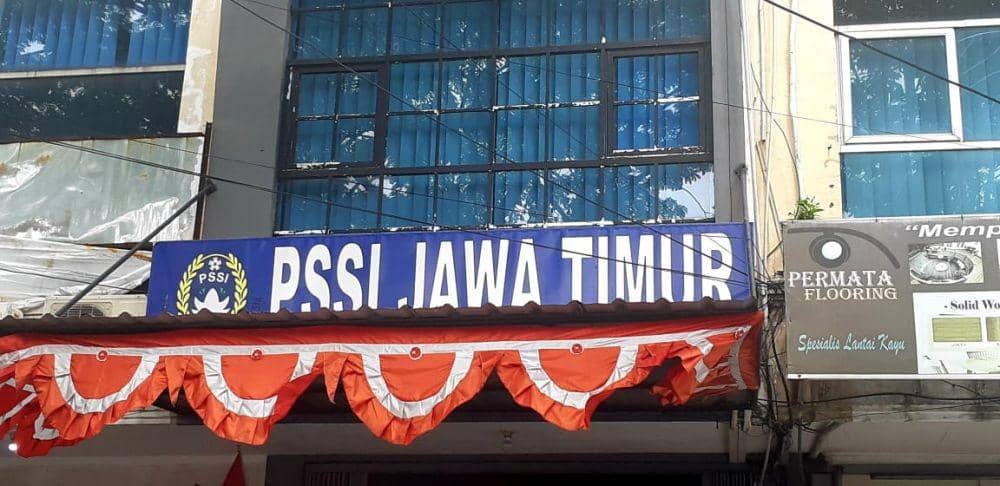 PSSI
PSSI JAWA TIMUR
"Memp
PERMATA
FLOORING
- Solid Wo
Spesialis Lantai Kayu